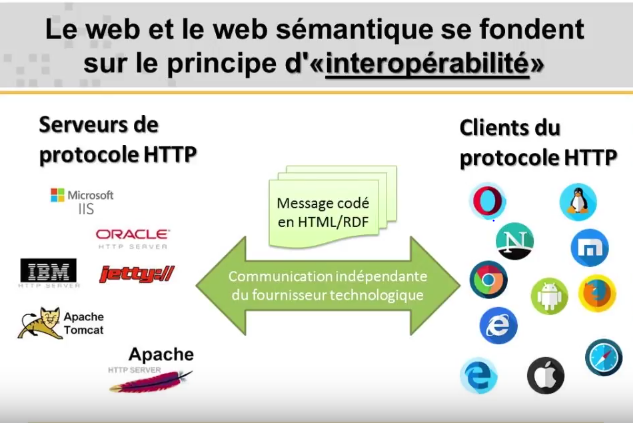 Le web et le web sémantique se fondent
sur le principe d'«interopérabilité»
Serveurs de
protocole HTTP
Clients du
protocole HTTP
Microsoft
IIS
ORACLE
HTTP SERVER
IBM
HTTP SERVER
jetty://
Apache
Tomcat
Apache
HTTP SERVER
Message codé
en HTML/RDF
Communication indépendante
du fournisseur technologique